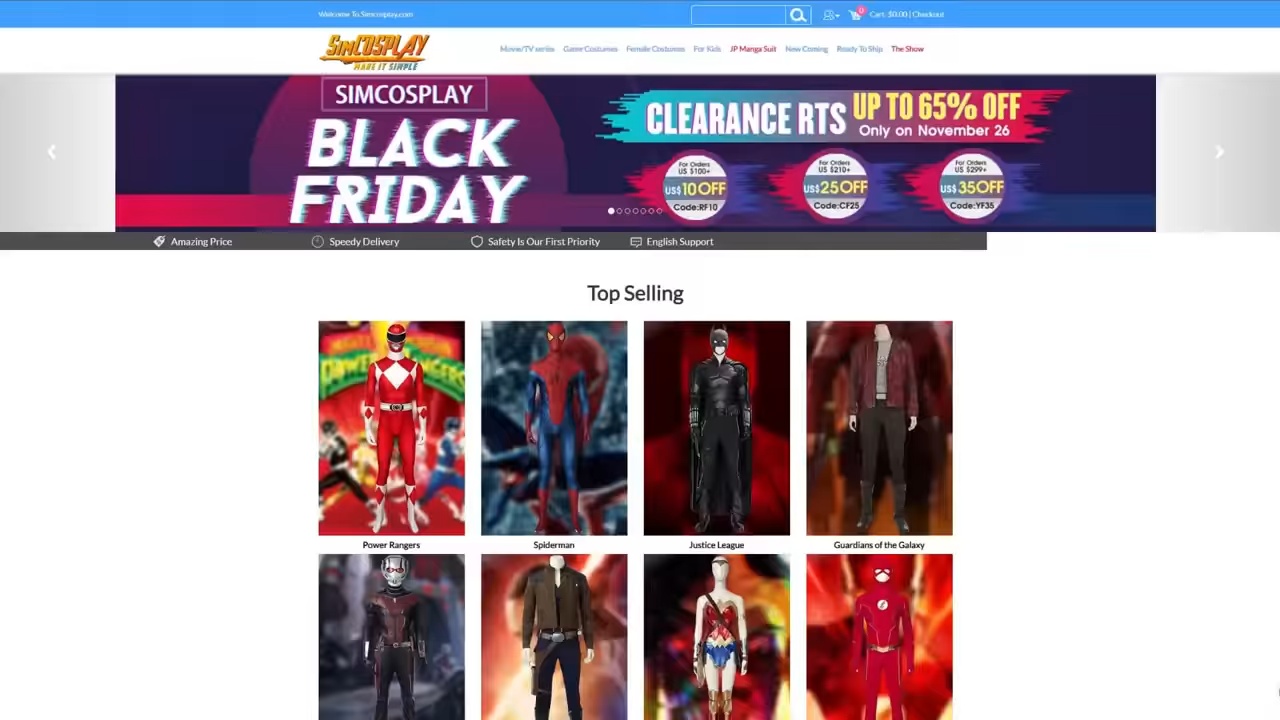 Welcome To Simcosplay.com
0
Cart: $0.00 | Checkout
SIMCOSPLAY
MAKE IT SIMPLE
Movie/TV series
Game Costumes
Female Costumes
For Kids
JP Manga Suit
New Coming
Ready To Ship
The Show
SIMCOSPLAY
BLACK
FRIDAY
CLEARANCE RTS UP TO 65% OFF
Only on November 26
For Orders
US $100+
US$10OFF
Code:RF10
For Orders
US $210+
US$25OFF
Code:CF25
For Orders
US $299+
US$35OFF
Code:YF35
Amazing Price
Speedy Delivery
Safety Is Our First Priority
English Support
Top Selling
POWER RANGERS
Power Rangers
Spiderman
Justice League
Guardians of the Galaxy